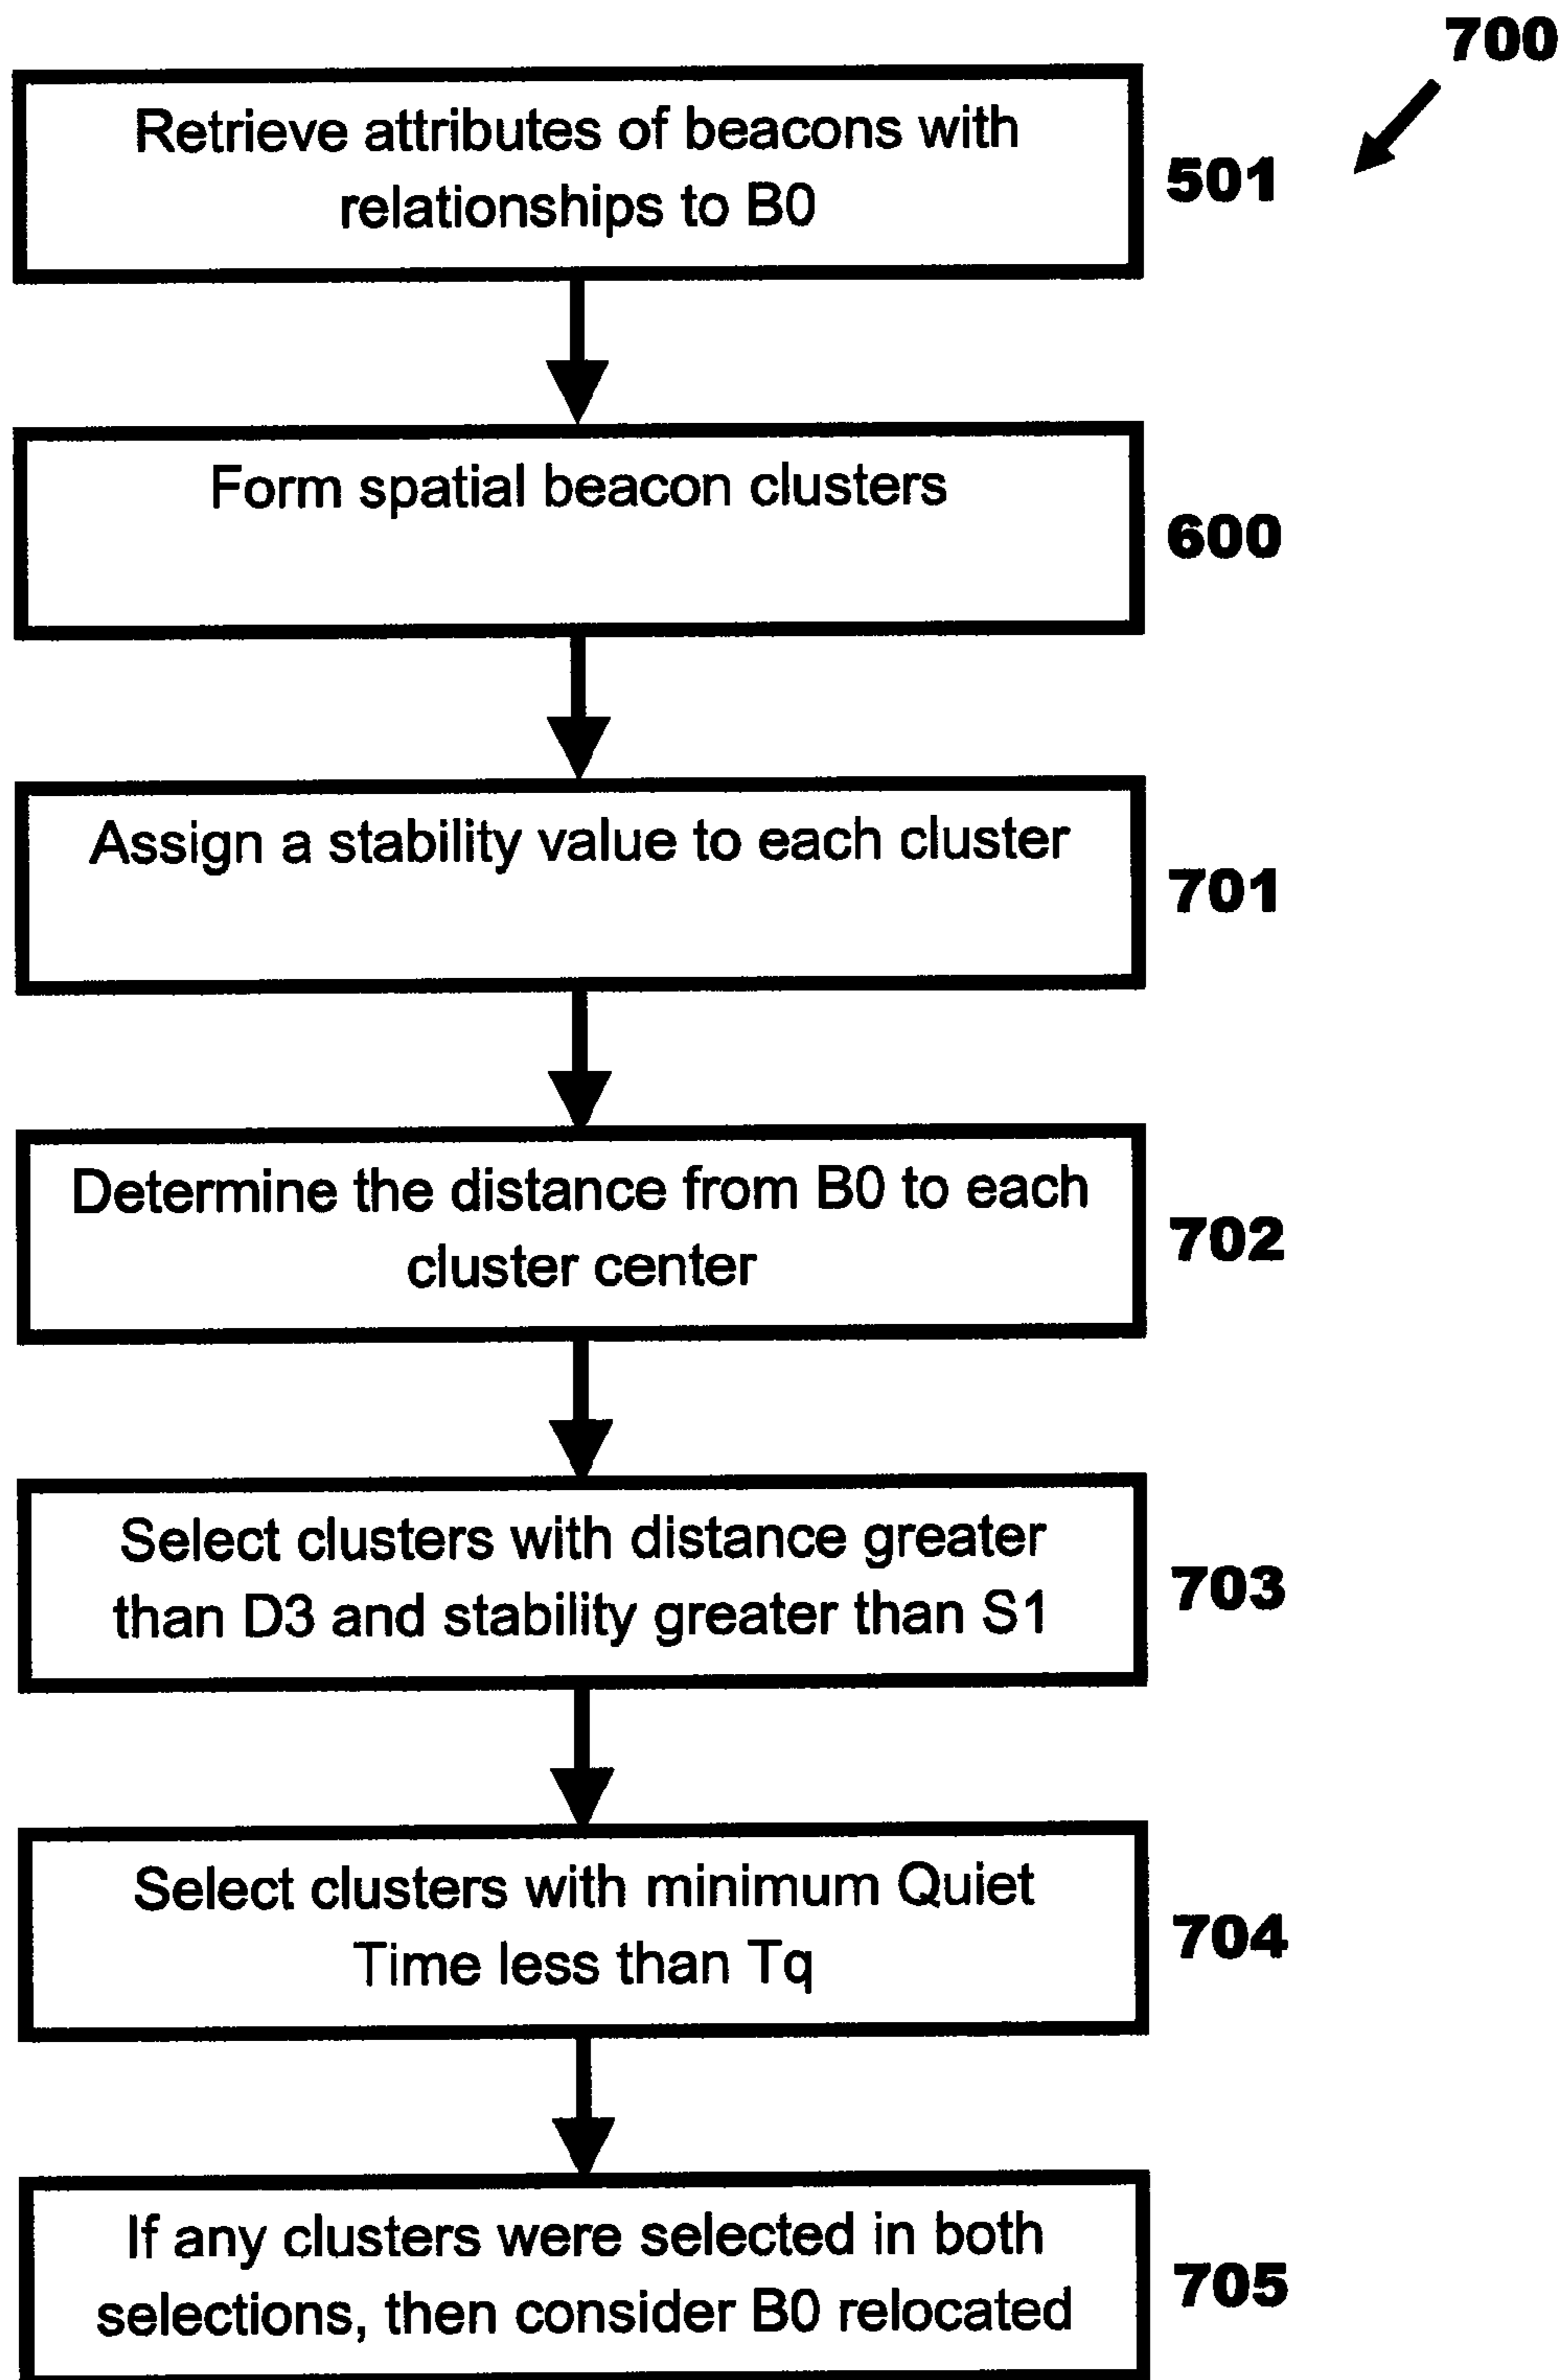 700
Retrieve attributes of beacons with
relationships to B0
501
Form spatial beacon clusters
600
Assign a stability value to each cluster
701
Determine the distance from B0 to each
cluster center
702
Select clusters with distance greater
than D3 and stability greater than S1
703
Select clusters with minimum Quiet
Time less than Tq
704
If any clusters were selected in both
selections, then consider B0 relocated
705